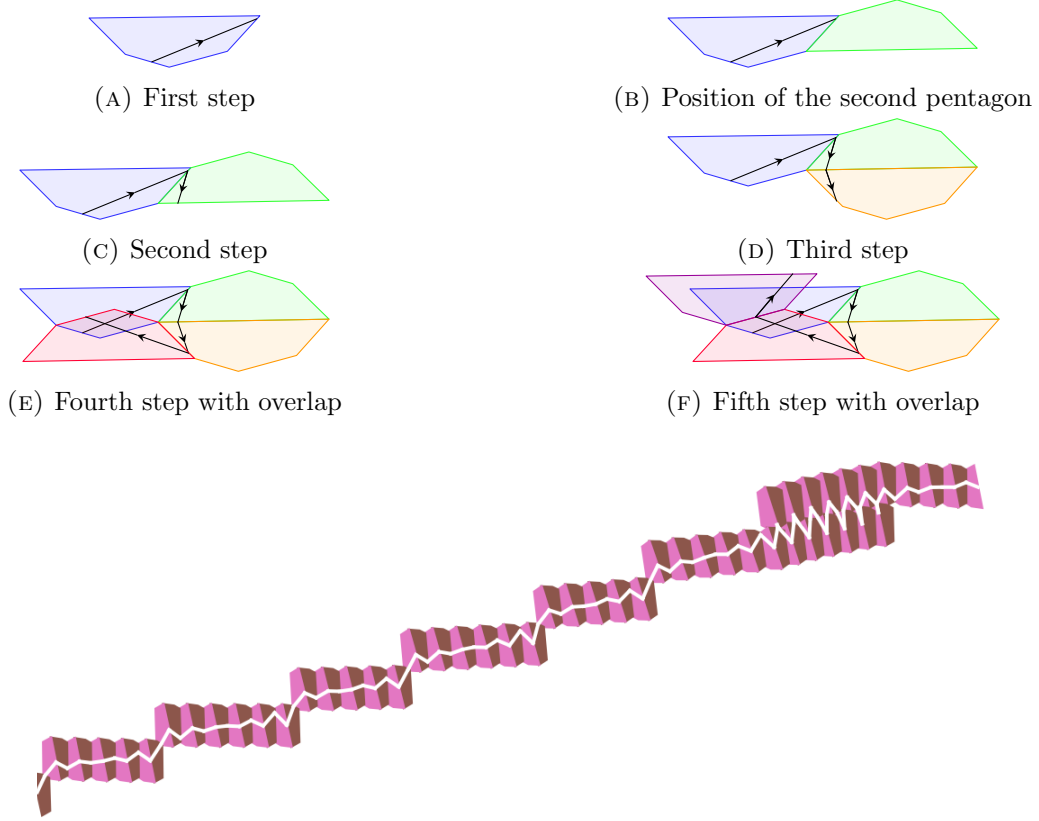 (A) First step
(B) Position of the second pentagon
(C) Second step
(D) Third step
(E) Fourth step with overlap
(F) Fifth step with overlap